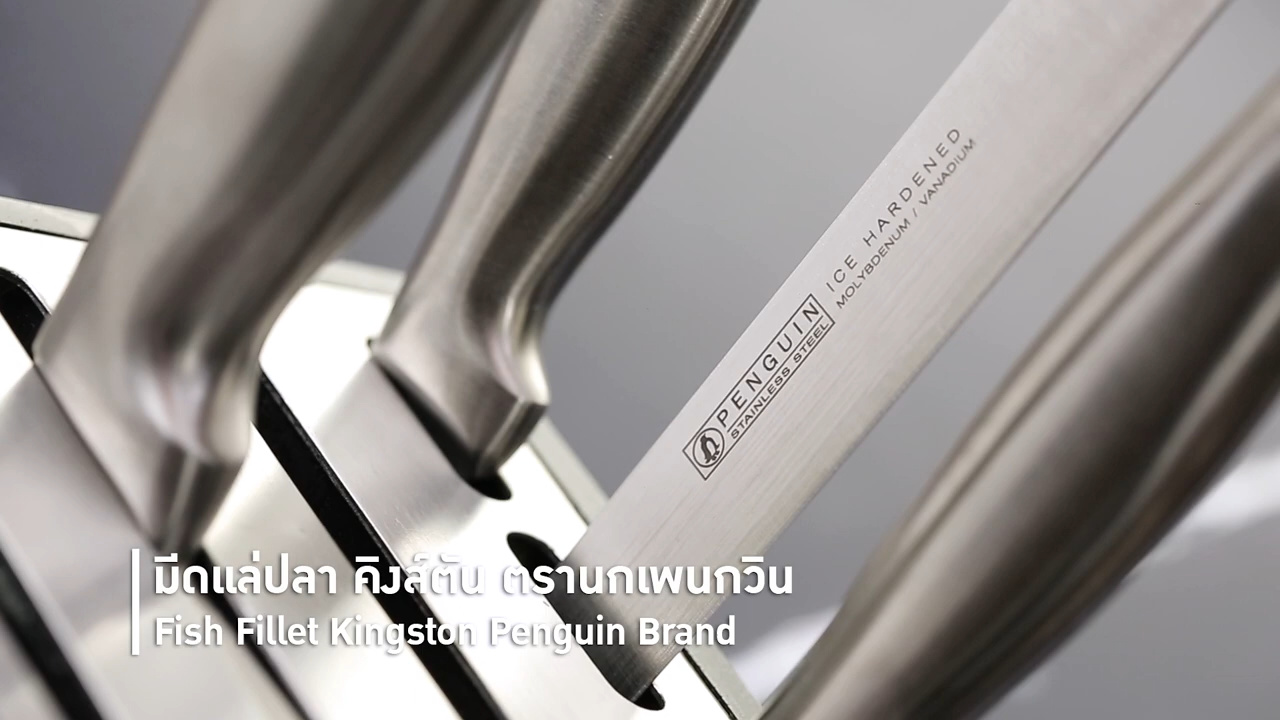 PENGUIN
STAINLESS STEEL
ICE HARDENED
MOLYBDENUM / VANADIUM
มีดแล่ปลา คิงส์ตัน ตรานกเพนกวิน
Fish Fillet Kingston Penguin Brand